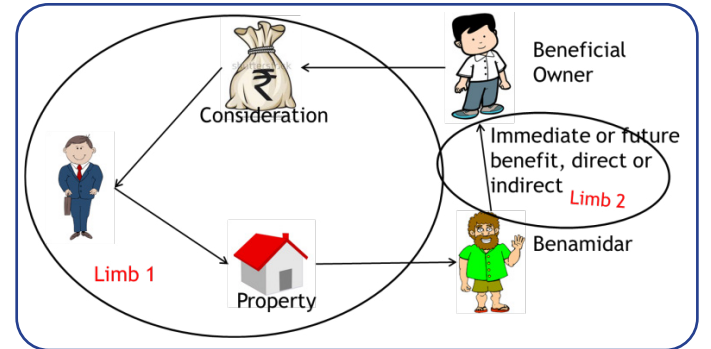 Beneficial
Owner
₹
Consideration
Immediate or future
benefit, direct or
indirect
Limb 2
Benamidar
Limb 1
Property